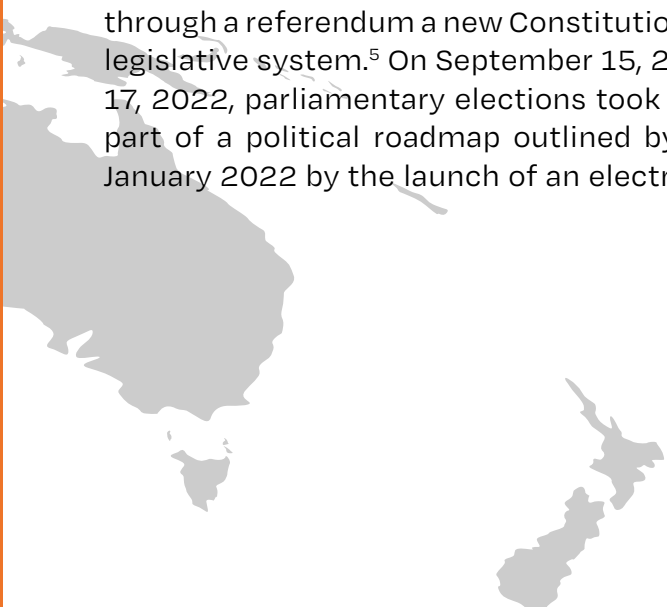 through a referendum a new Constitutio
legislative system.⁵ On September 15, 2
17, 2022, parliamentary elections took
part of a political roadmap outlined by
January 2022 by the launch of an electr